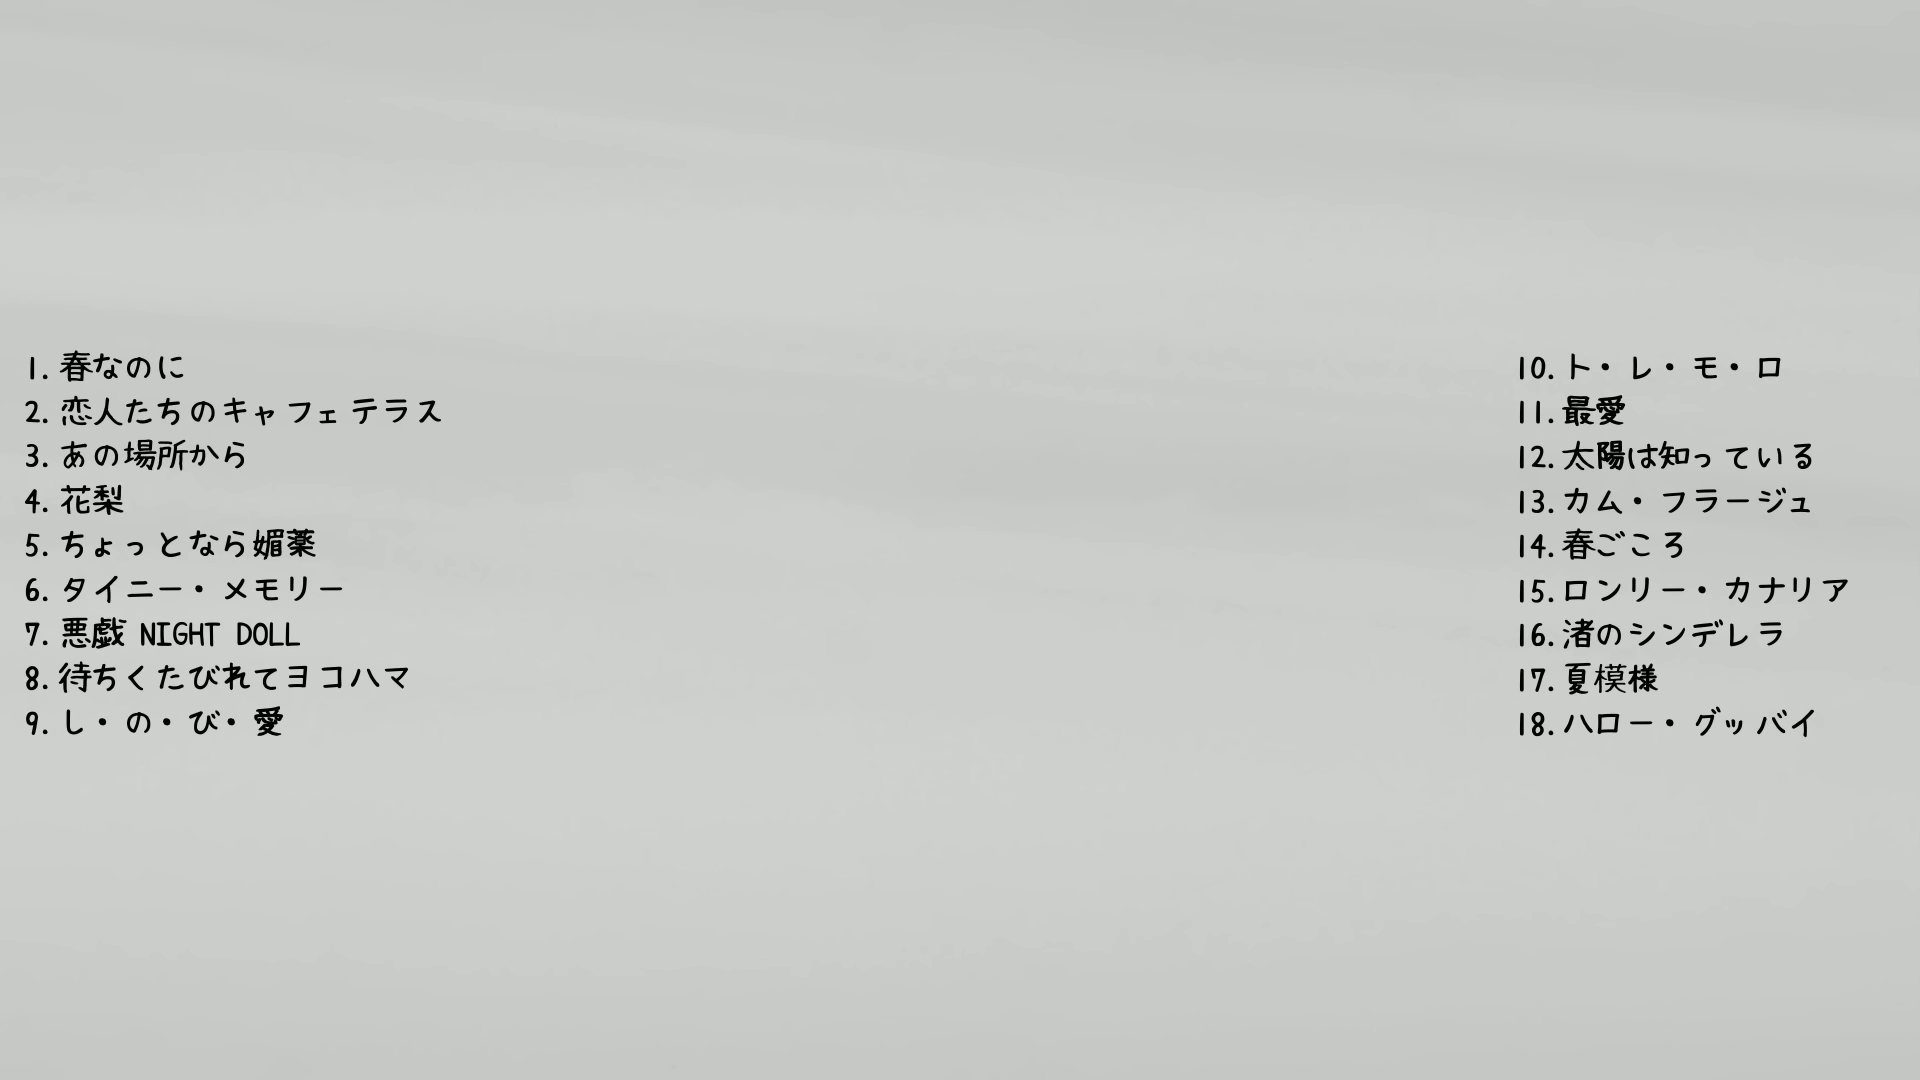 1. 春なのに
2. 恋人たちのキャフェテラス
3. あの場所から
4. 花梨
5. ちょっとなら媚薬
6. タイニー・メモリー
7. 悪戯 NIGHT DOLL
8. 待ちくたびれてヨコハマ
9. し・の・び・愛
10. ト・レ・モ・ロ
11. 最愛
12. 太陽は知っている
13. カム・フラージュ
14. 春ごころ
15. ロンリー・カナリア
16. 渚のシンデレラ
17. 夏模様
18. ハロー・グッバイ